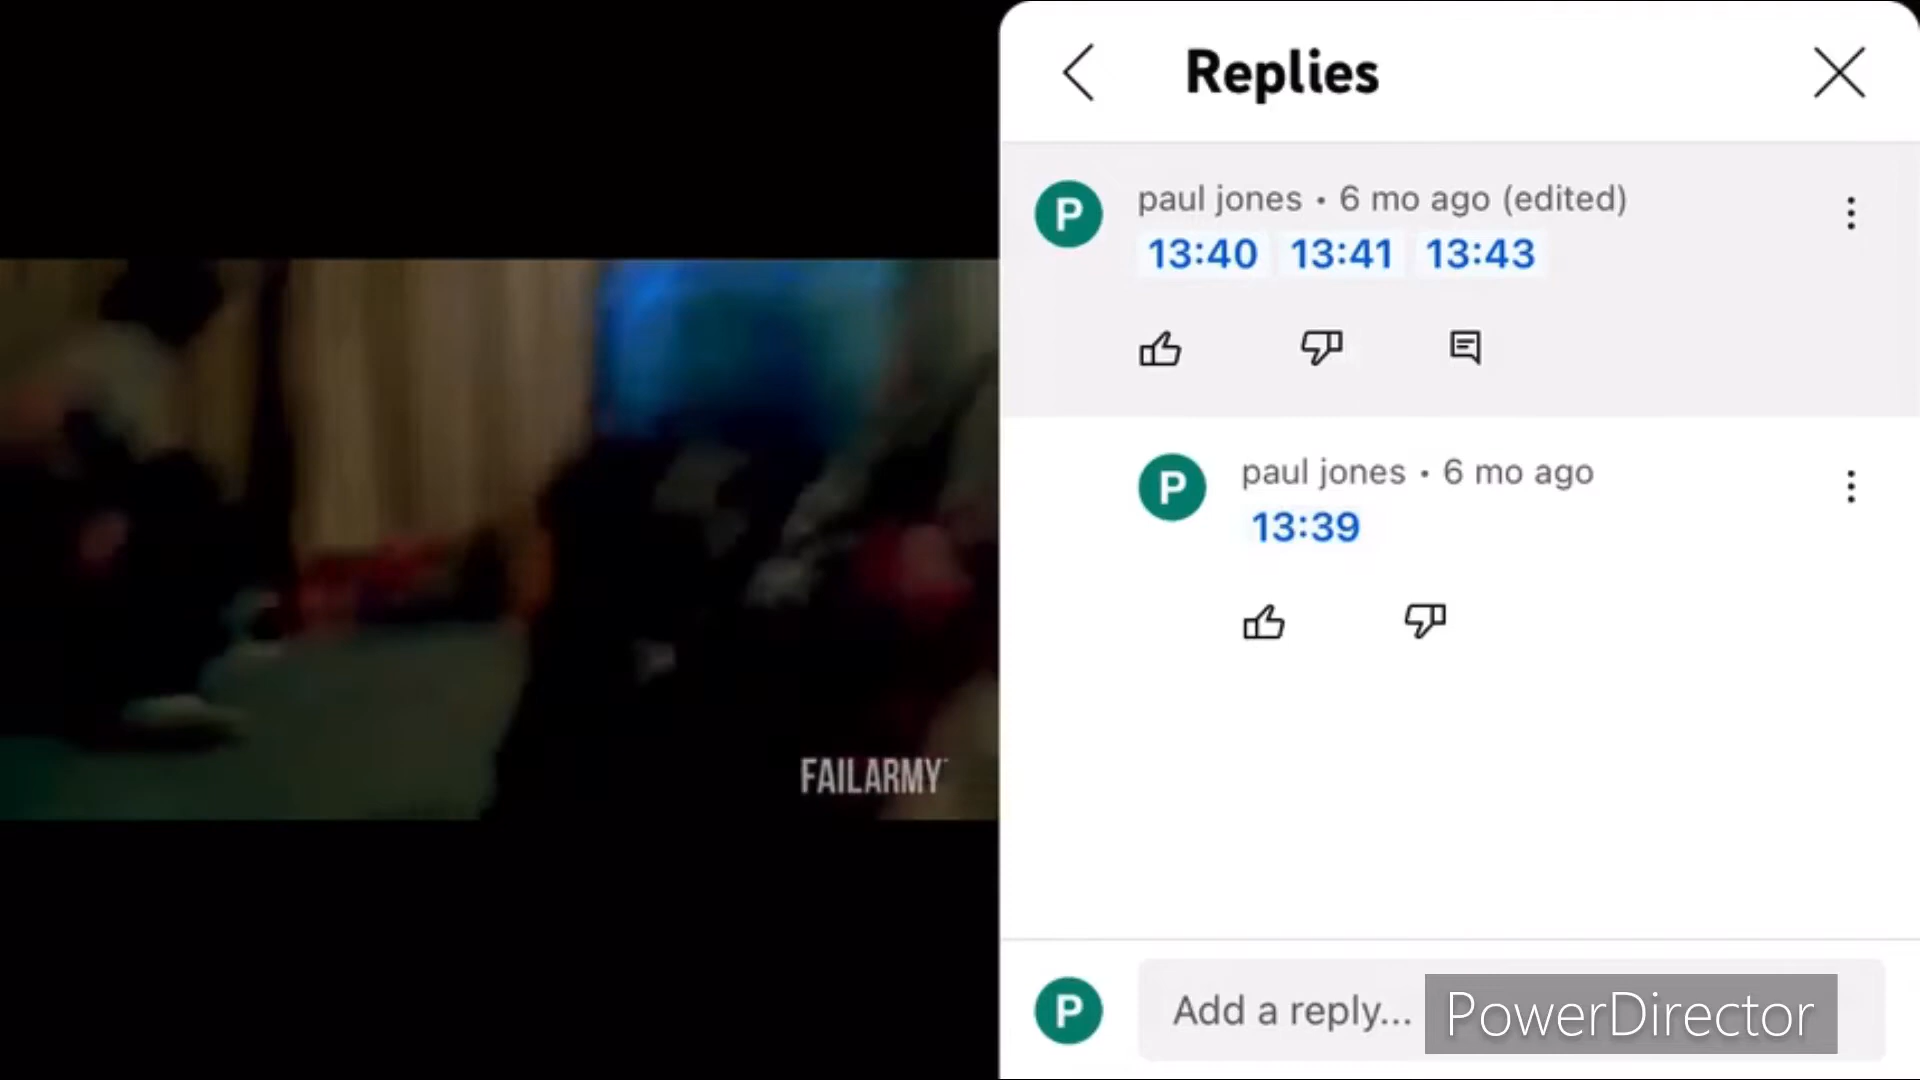 Replies
P
paul jones • 6 mo ago (edited)
13:40 13:41 13:43
P
paul jones • 6 mo ago
13:39
FAILARMY
P
Add a reply...
PowerDirector